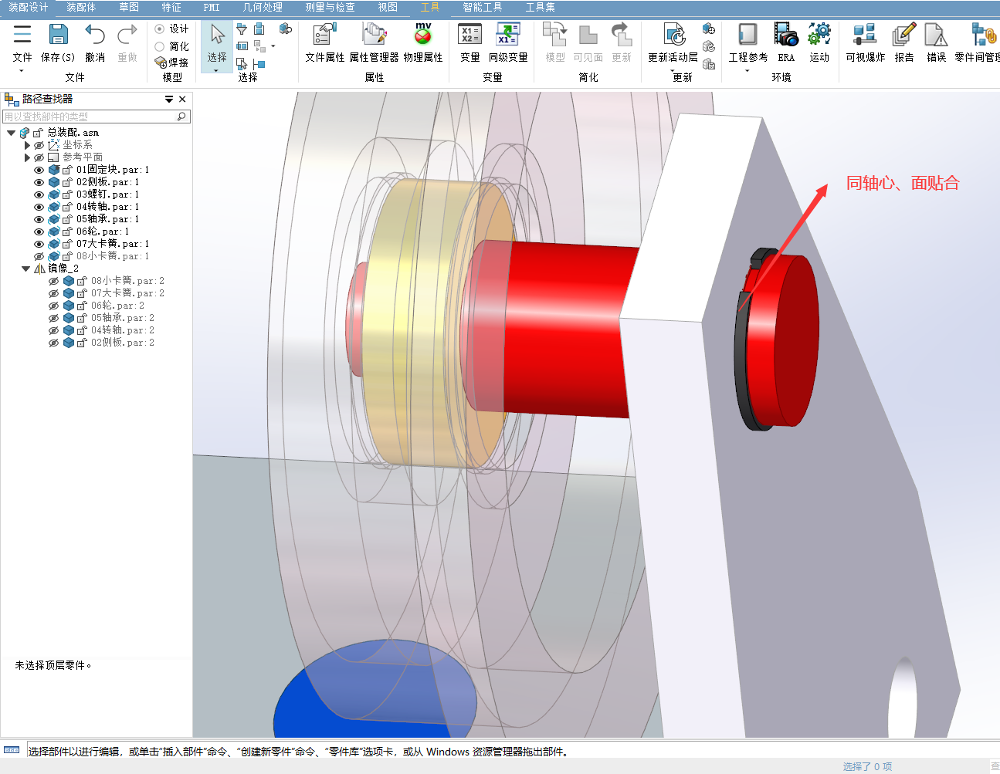 装配设计 装配体 草图 特征 PMI 几何处理 测量与检查 视图 工具 智能工具 工具集
设计
简化
焊接
文件 保存(S) 撤消 重做 选择 文件属性 属性管理器 物理属性 变量 同级变量 模型 可见面 更新 更新活动层 工程参考 ERA 运动 可视爆炸 报告 错误 零件间管理
文件 模型 选择 属性 变量 简化 更新 环境
mv
X1=
X2=
X1=
路径查找器
用以查找部件的类型
总装配.asm
坐标系
参考平面
01固定块.par:1
02侧板.par:1
03螺钉.par:1
04转轴.par:1
05轴承.par:1
06轮.par:1
07大卡簧.par:1
08小卡簧.par:1
镜像_2
08小卡簧.par:2
07大卡簧.par:2
06轮.par:2
05轴承.par:2
04转轴.par:2
02侧板.par:2
同轴心、面贴合
未选择顶层零件。
选择部件以进行编辑，或单击“插入部件”命令、“创建新零件”命令、“零件库”选项卡，或从 Windows 资源管理器拖出部件。
选择了 0 项